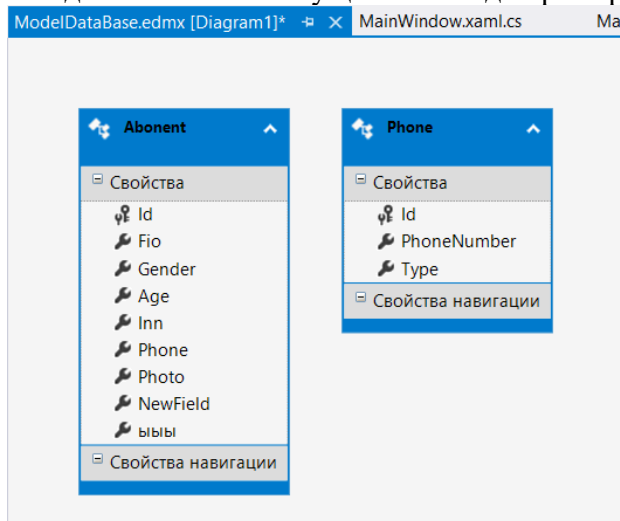 ModelDataBase.edmx [Diagram1]*
MainWindow.xaml.cs
Ma
Abonent
Свойства
Id
Fio
Gender
Age
Inn
Phone
Photo
NewField
ыыы
Свойства навигации
Phone
Свойства
Id
PhoneNumber
Type
Свойства навигации